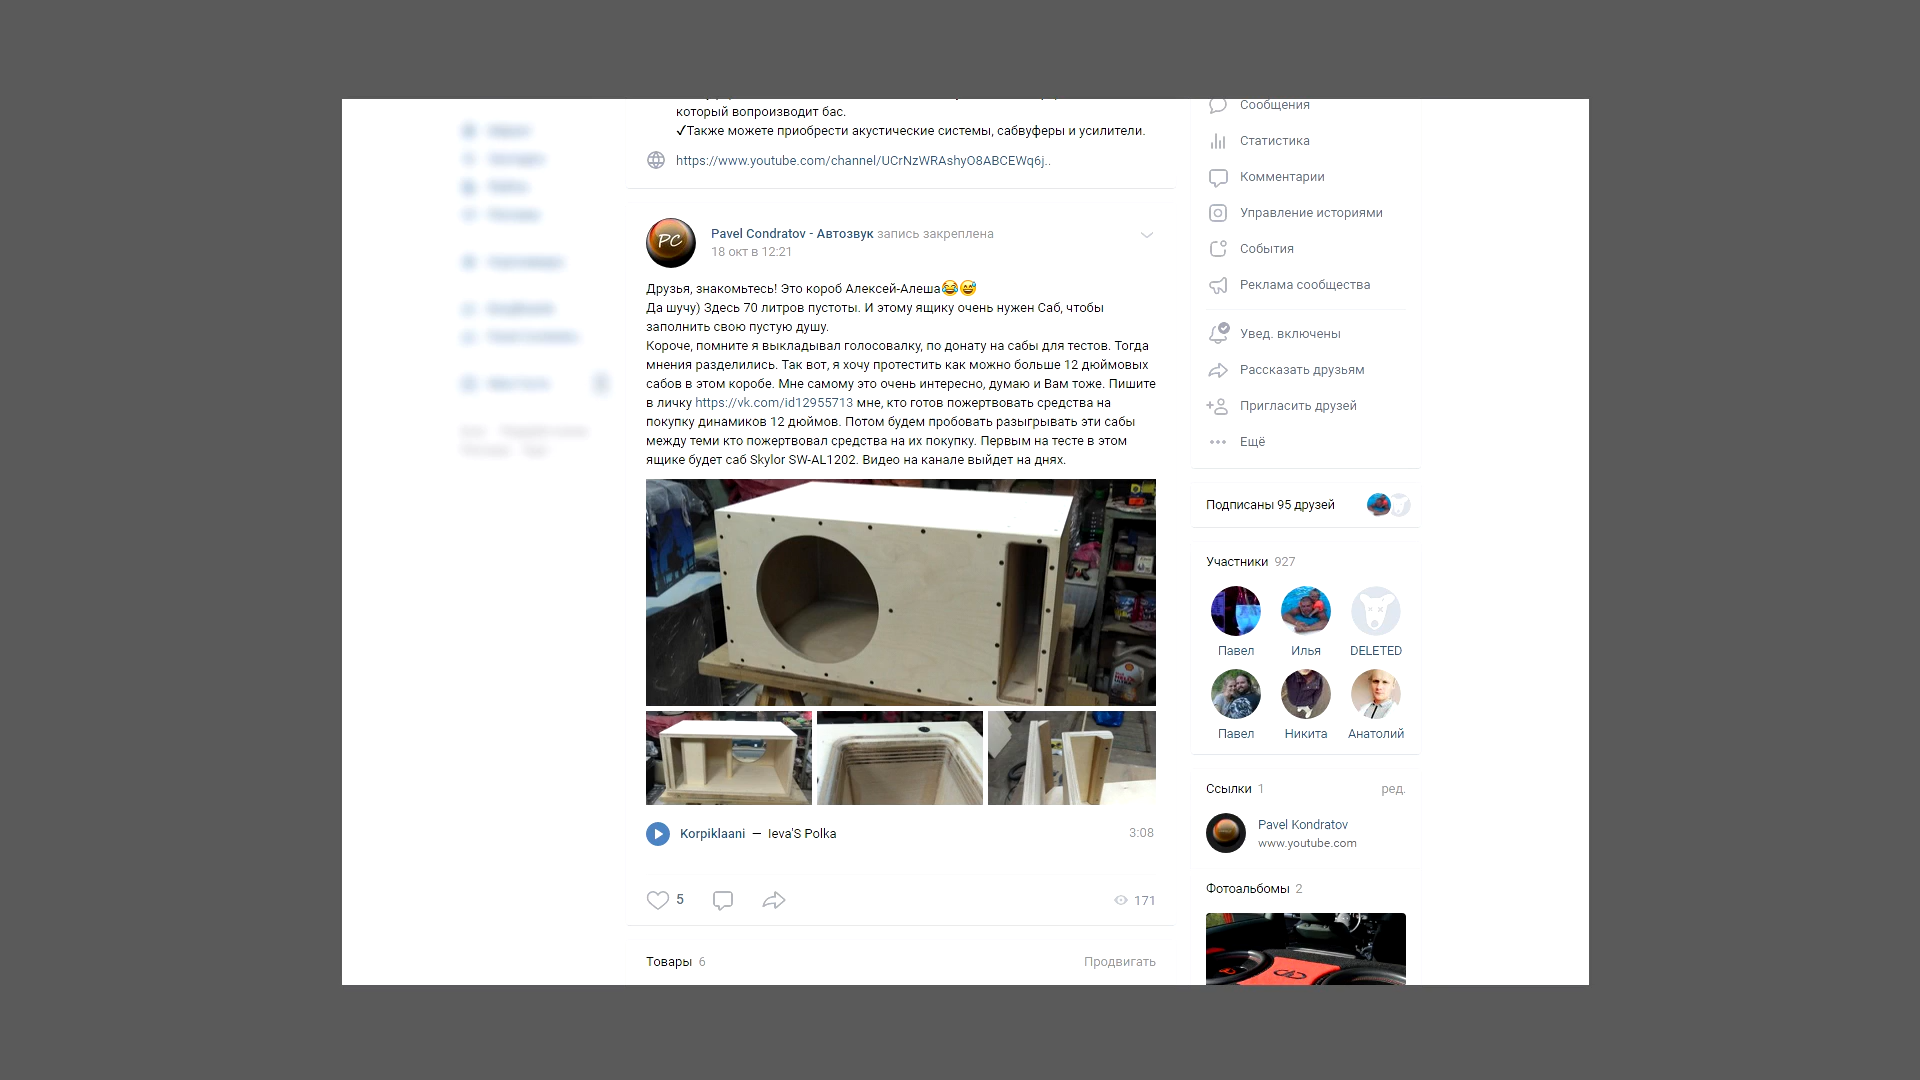 который вопроизводит бас.
✓Также можете приобрести акустические системы, сабвуферы и усилители.
https://www.youtube.com/channel/UCrNzWRAshyO8ABCEWq6j..
PC
Pavel Condratov - Автозвук запись закреплена
18 окт в 12:21
Друзья, знакомьтесь! Это короб Алексей-Алеша😂😅
Да шучу) Здесь 70 литров пустоты. И этому ящику очень нужен Саб, чтобы
заполнить свою пустую душу.
Короче, помните я выкладывал голосовалку, по донату на сабы для тестов. Тогда
мнения разделились. Так вот, я хочу протестить как можно больше 12 дюймовых
сабов в этом коробе. Мне самому это очень интересно, думаю и Вам тоже. Пишите
в личку https://vk.com/id12955713 мне, кто готов пожертвовать средства на
покупку динамиков 12 дюймов. Потом будем пробовать разыгрывать эти сабы
между теми кто пожертвовал средства на их покупку. Первым на тесте в этом
ящике будет саб Skylor SW-AL1202. Видео на канале выйдет на днях.
Korpiklaani — Ieva'S Polka
3:08
5
171
Товары 6
Продвигать
Сообщения
Статистика
Комментарии
Управление историями
События
Реклама сообщества
Увед. включены
Рассказать друзьям
Пригласить друзей
Ещё
Подписаны 95 друзей
Участники 927
Павел
Илья
DELETED
Павел
Никита
Анатолий
Ссылки 1
ред.
Pavel Kondratov
www.youtube.com
Фотоальбомы 2